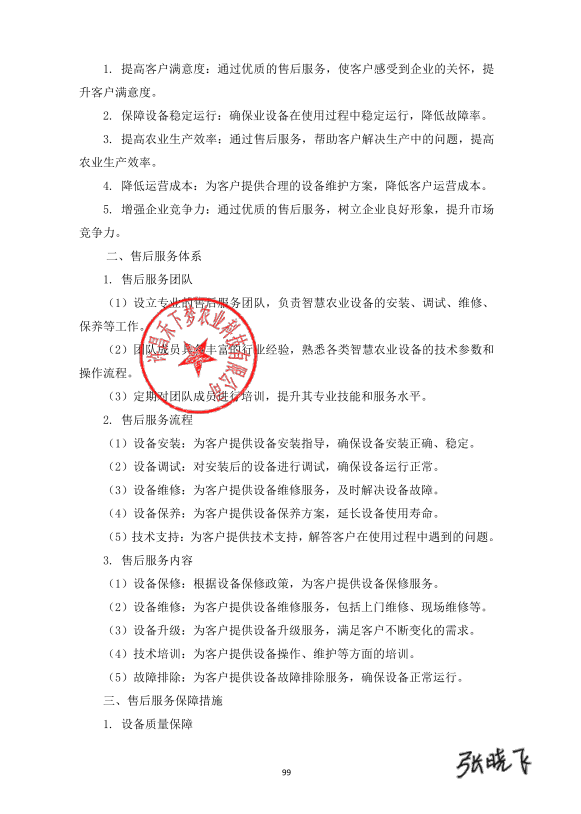 1. 提高客户满意度：通过优质的售后服务，使客户感受到企业的关怀，提
升客户满意度。
2. 保障设备稳定运行：确保业设备在使用过程中稳定运行，降低故障率。
3. 提高农业生产效率：通过售后服务，帮助客户解决生产中的问题，提高
农业生产效率。
4. 降低运营成本：为客户提供合理的设备维护方案，降低客户运营成本。
5. 增强企业竞争力：通过优质的售后服务，树立企业良好形象，提升市场
竞争力。
二、售后服务体系
1. 售后服务团队
（1）设立专业的售后服务团队，负责智慧农业设备的安装、调试、维修、
保养等工作。
（2）团队成员具备丰富的行业经验，熟悉各类智慧农业设备的技术参数和
操作流程。
（3）定期对团队成员进行培训，提升其专业技能和服务水平。
2. 售后服务流程
（1）设备安装：为客户提供设备安装指导，确保设备安装正确、稳定。
（2）设备调试：对安装后的设备进行调试，确保设备运行正常。
（3）设备维修：为客户提供设备维修服务，及时解决设备故障。
（4）设备保养：为客户提供设备保养方案，延长设备使用寿命。
（5）技术支持：为客户提供技术支持，解答客户在使用过程中遇到的问题。
3. 售后服务内容
（1）设备保修：根据设备保修政策，为客户提供设备保修服务。
（2）设备维修：为客户提供设备维修服务，包括上门维修、现场维修等。
（3）设备升级：为客户提供设备升级服务，满足客户不断变化的需求。
（4）技术培训：为客户提供设备操作、维护等方面的培训。
（5）故障排除：为客户提供设备故障排除服务，确保设备正常运行。
三、售后服务保障措施
1. 设备质量保障
99
张晓飞